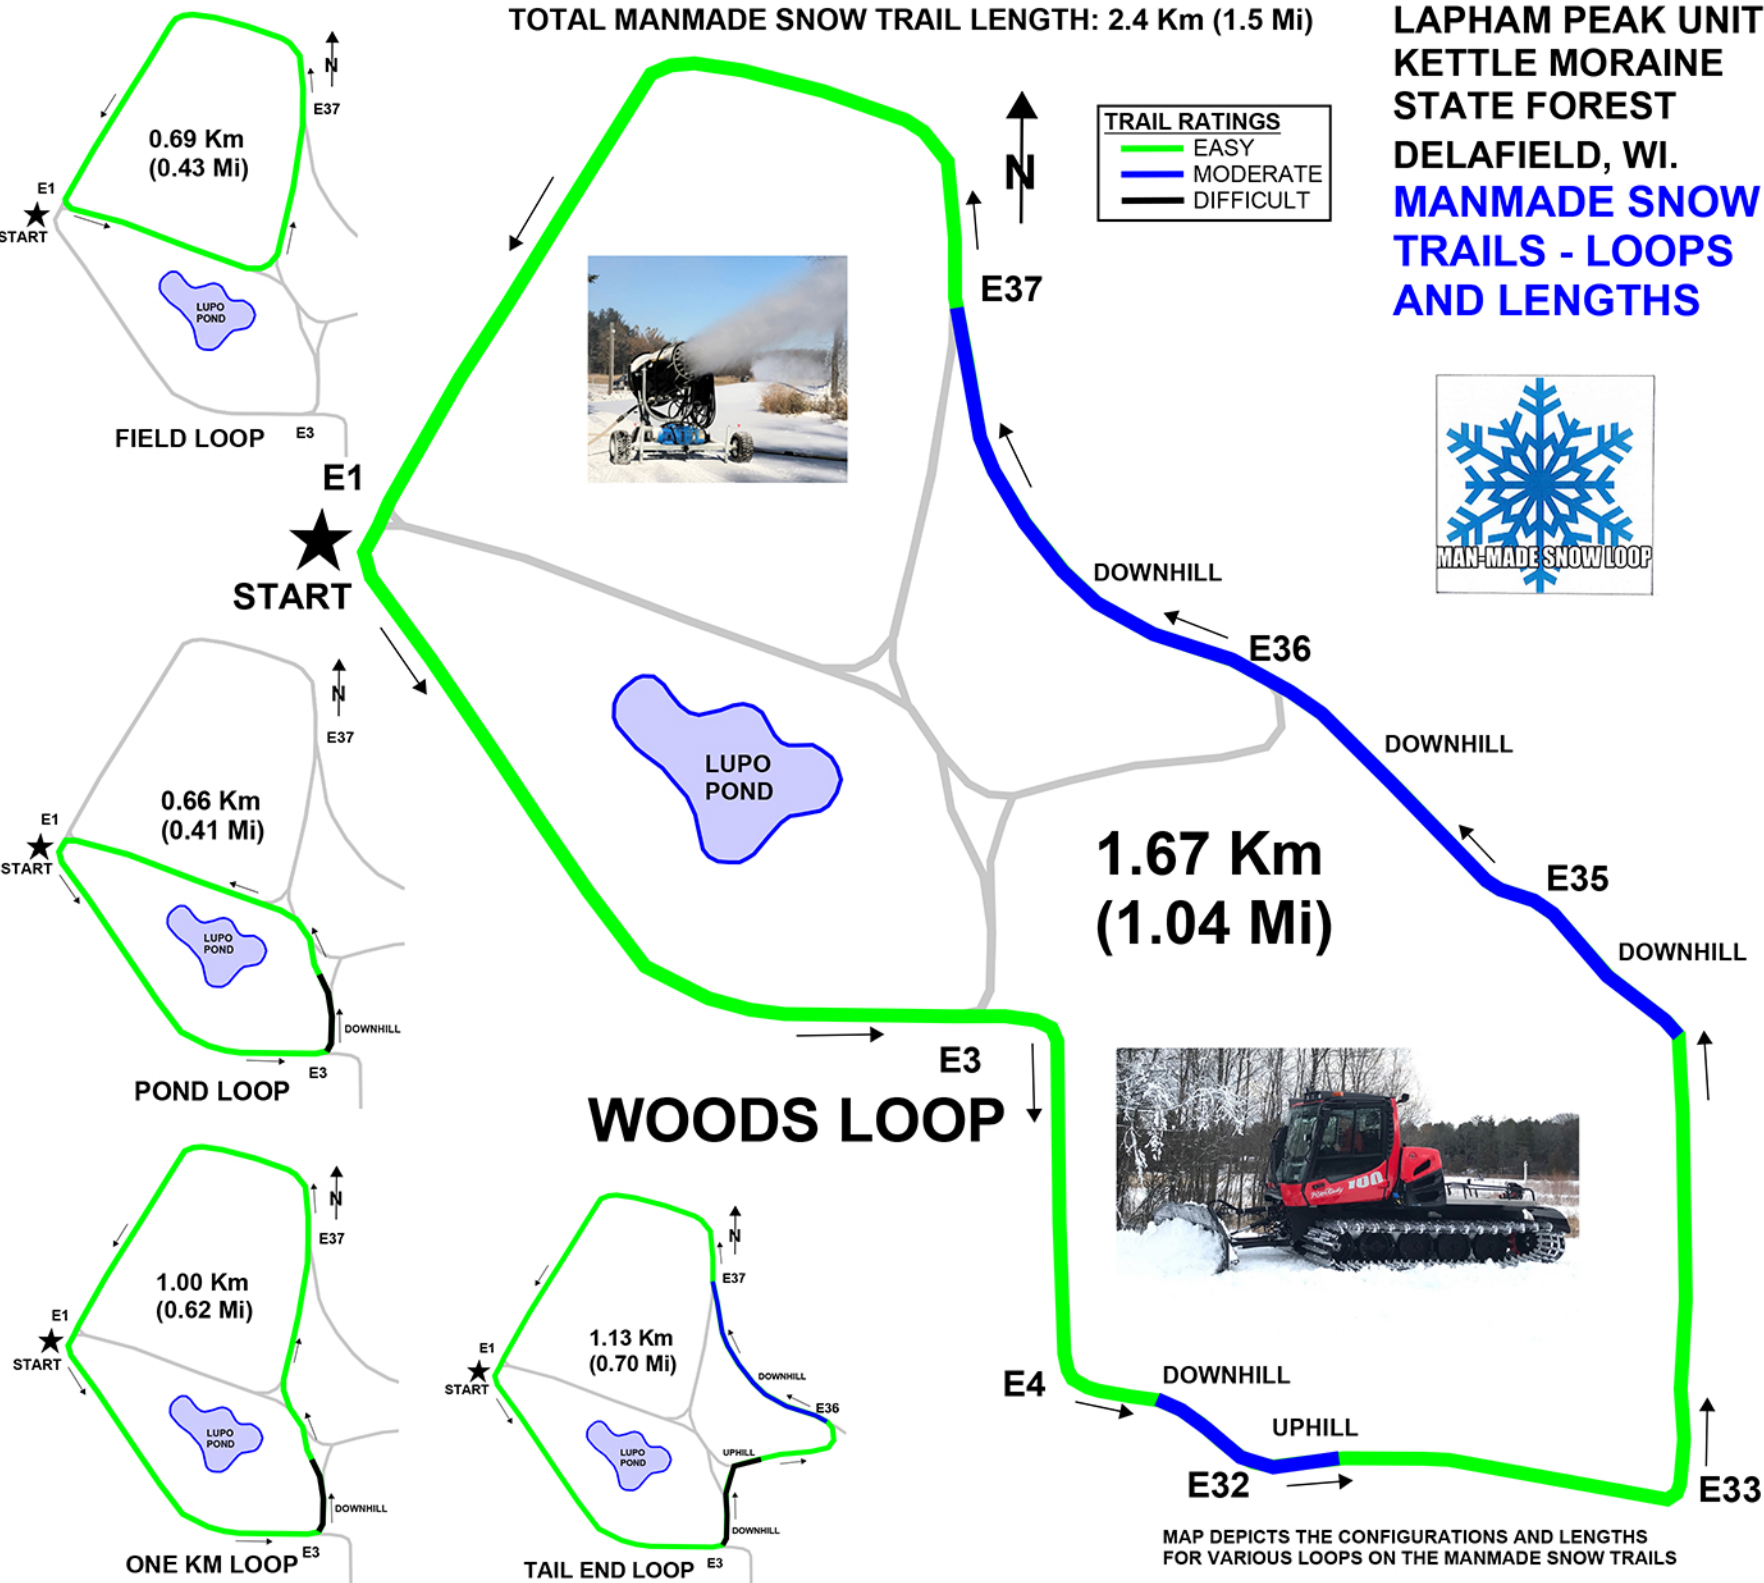 TOTAL MANMADE SNOW TRAIL LENGTH: 2.4 Km (1.5 Mi)
LAPHAM PEAK UNIT
KETTLE MORAINE
STATE FOREST
DELAFIELD, WI.
MANMADE SNOW
TRAILS - LOOPS
AND LENGTHS
TRAIL RATINGS
EASY
MODERATE
DIFFICULT
MAN-MADE SNOW LOOP
N
E37
0.69 Km
(0.43 Mi)
E1
START
LUPO
POND
FIELD LOOP
E3
N
E37
E1
START
DOWNHILL
E36
DOWNHILL
LUPO
POND
1.67 Km
(1.04 Mi)
E35
DOWNHILL
E3
WOODS LOOP
100
E4
DOWNHILL
UPHILL
E32
E33
N
E37
0.66 Km
(0.41 Mi)
E1
START
LUPO
POND
DOWNHILL
E3
POND LOOP
N
E37
1.00 Km
(0.62 Mi)
E1
START
LUPO
POND
DOWNHILL
E3
ONE KM LOOP
N
E37
1.13 Km
(0.70 Mi)
E1
START
DOWNHILL
E36
LUPO
POND
UPHILL
DOWNHILL
E3
TAIL END LOOP
MAP DEPICTS THE CONFIGURATIONS AND LENGTHS
FOR VARIOUS LOOPS ON THE MANMADE SNOW TRAILS